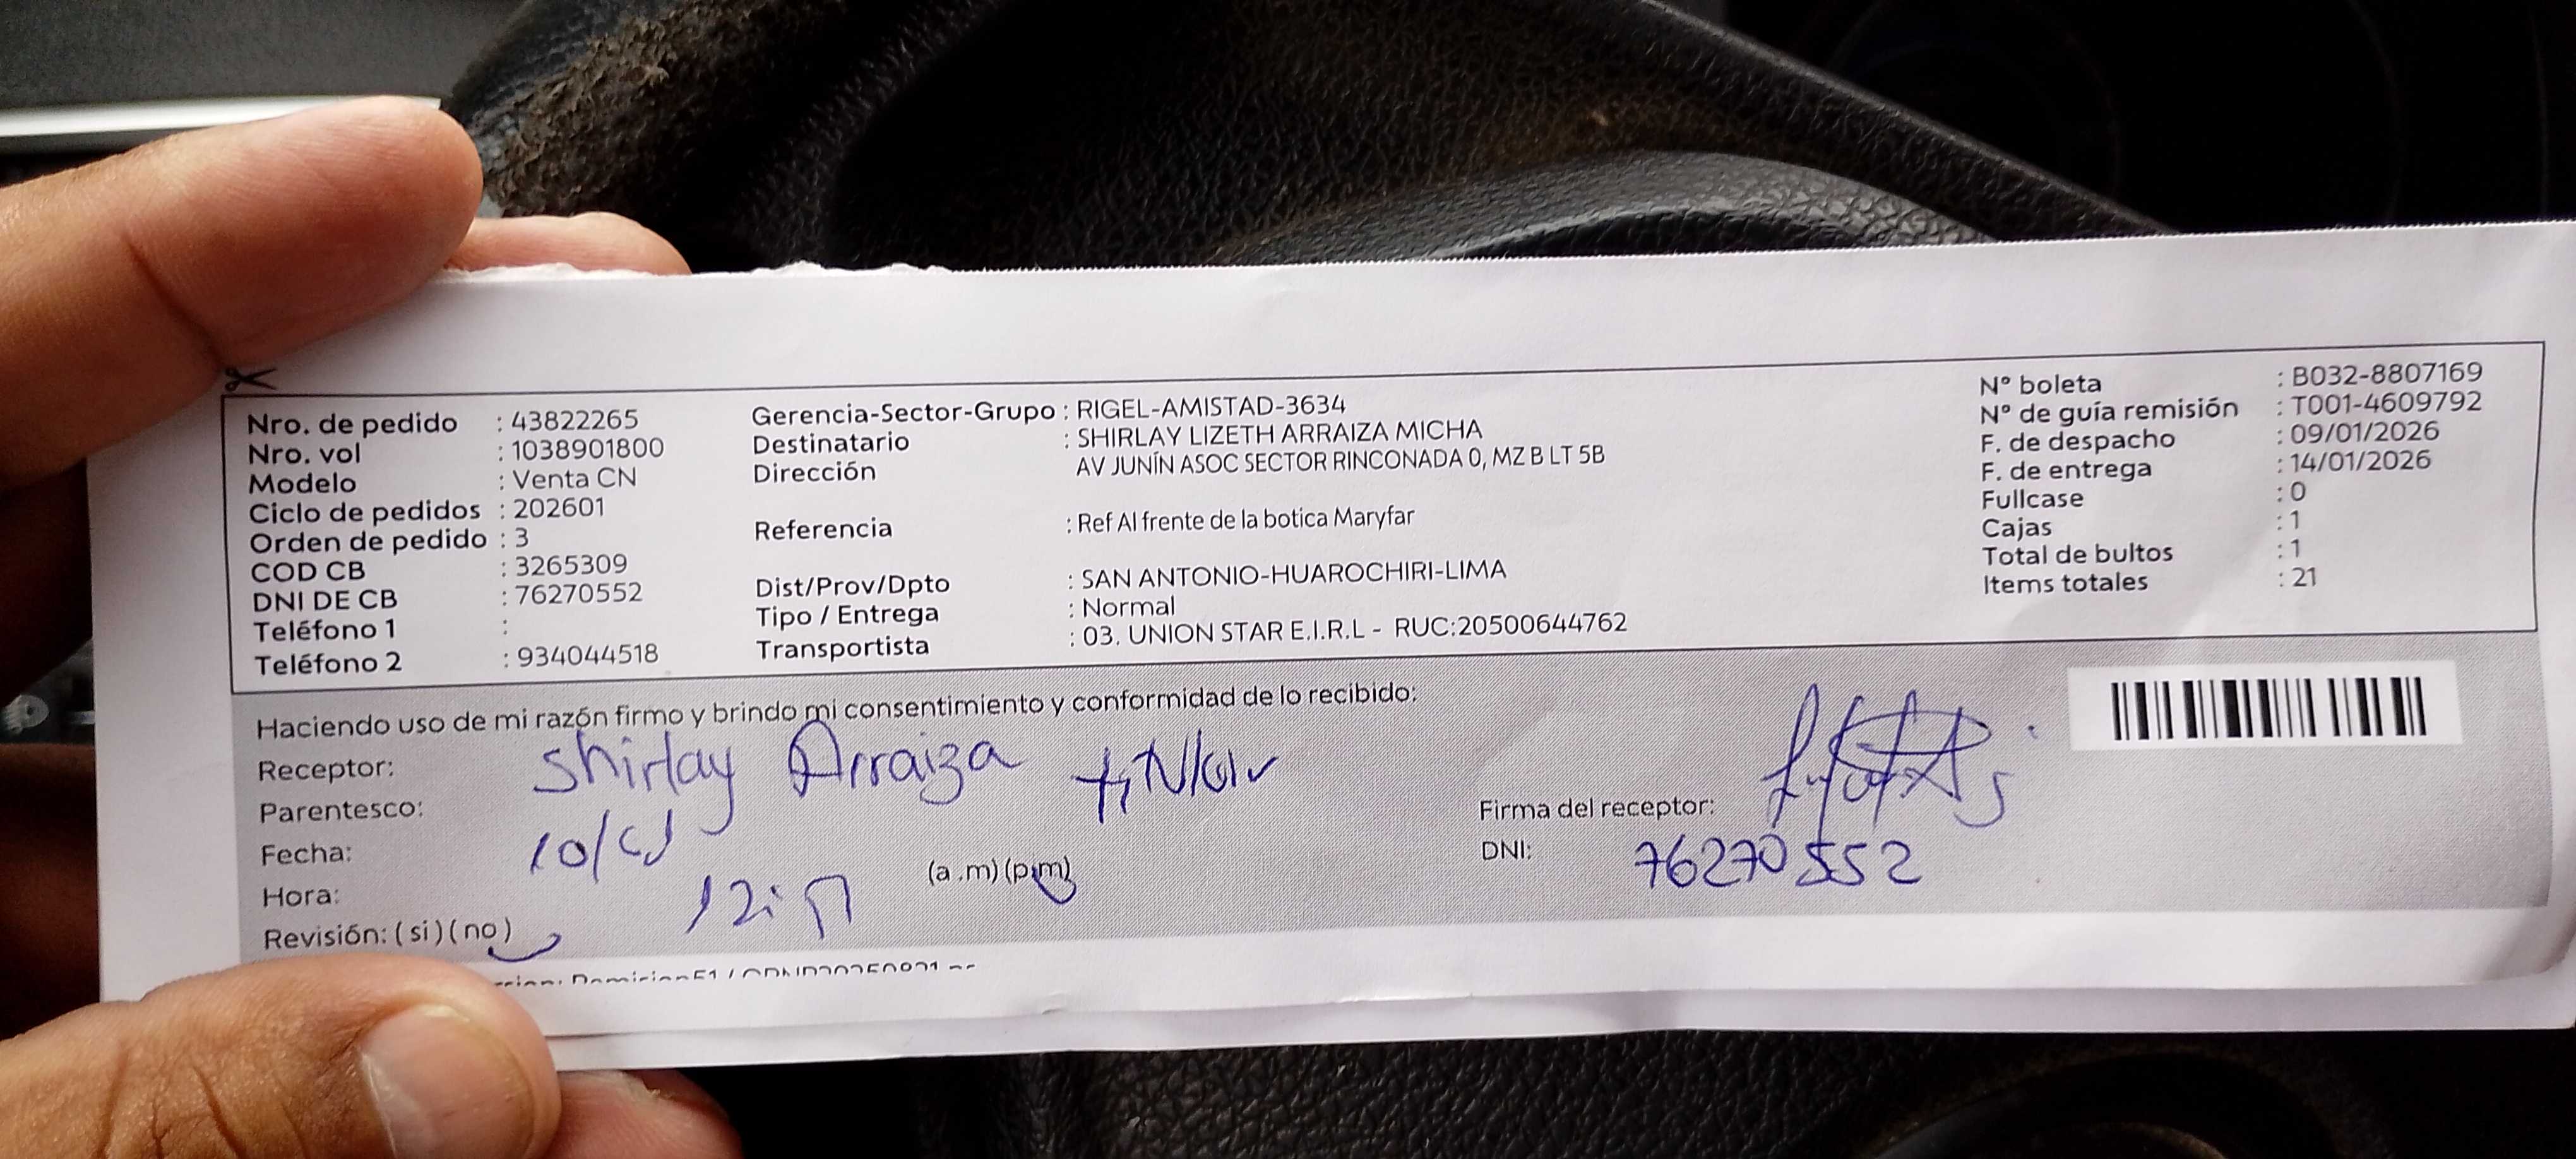 Nro. de pedido : 43822265
Nro. vol : 1038901800
Modelo : Venta CN
Ciclo de pedidos : 202601
Orden de pedido : 3
COD CB : 3265309
DNI DE CB : 76270552
Teléfono 1 :
Teléfono 2 : 934044518
Gerencia-Sector-Grupo : RIGEL-AMISTAD-3634
Destinatario : SHIRLAY LIZETH ARRAIZA MICHA
Dirección AV JUNÍN ASOC SECTOR RINCONADA 0, MZ B LT 5B
Referencia : Ref Al frente de la botica Maryfar
Dist/Prov/Dpto : SAN ANTONIO-HUAROCHIRI-LIMA
Tipo / Entrega : Normal
Transportista : 03. UNION STAR E.I.R.L - RUC:20500644762
N° boleta : B032-8807169
N° de guía remisión : T001-4609792
F. de despacho : 09/01/2026
F. de entrega : 14/01/2026
Fullcase : 0
Cajas : 1
Total de bultos : 1
Items totales : 21
Haciendo uso de mi razón firmo y brindo mi consentimiento y conformidad de lo recibido:
Receptor: Shirlay Arraiza
Parentesco:
Fecha:
Hora: (a .m) (p.m)
Revisión: ( si ) ( no )
Firma del receptor:
DNI: 76270552